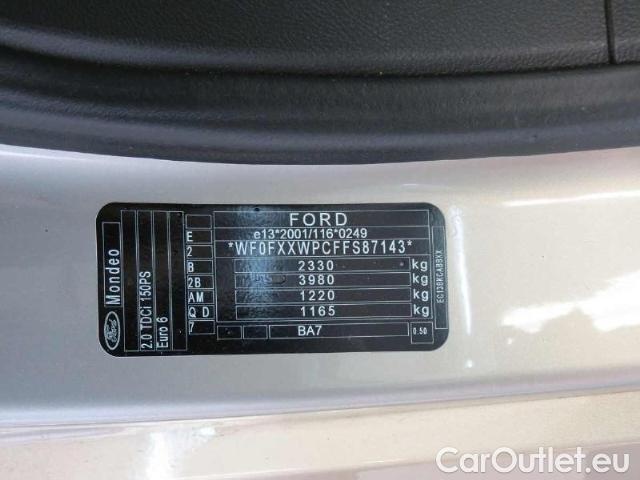 FORD
E e13*2001/116*0249
2 *WF0FXXWPCFFS87143*
B 2330 kg
2B 3980 kg
AM 1220 kg
Q D 1165 kg
7 BA7 0.50
Mondeo
2.0 TDCI 150PS
Euro 6
Ford
CarOutlet.eu